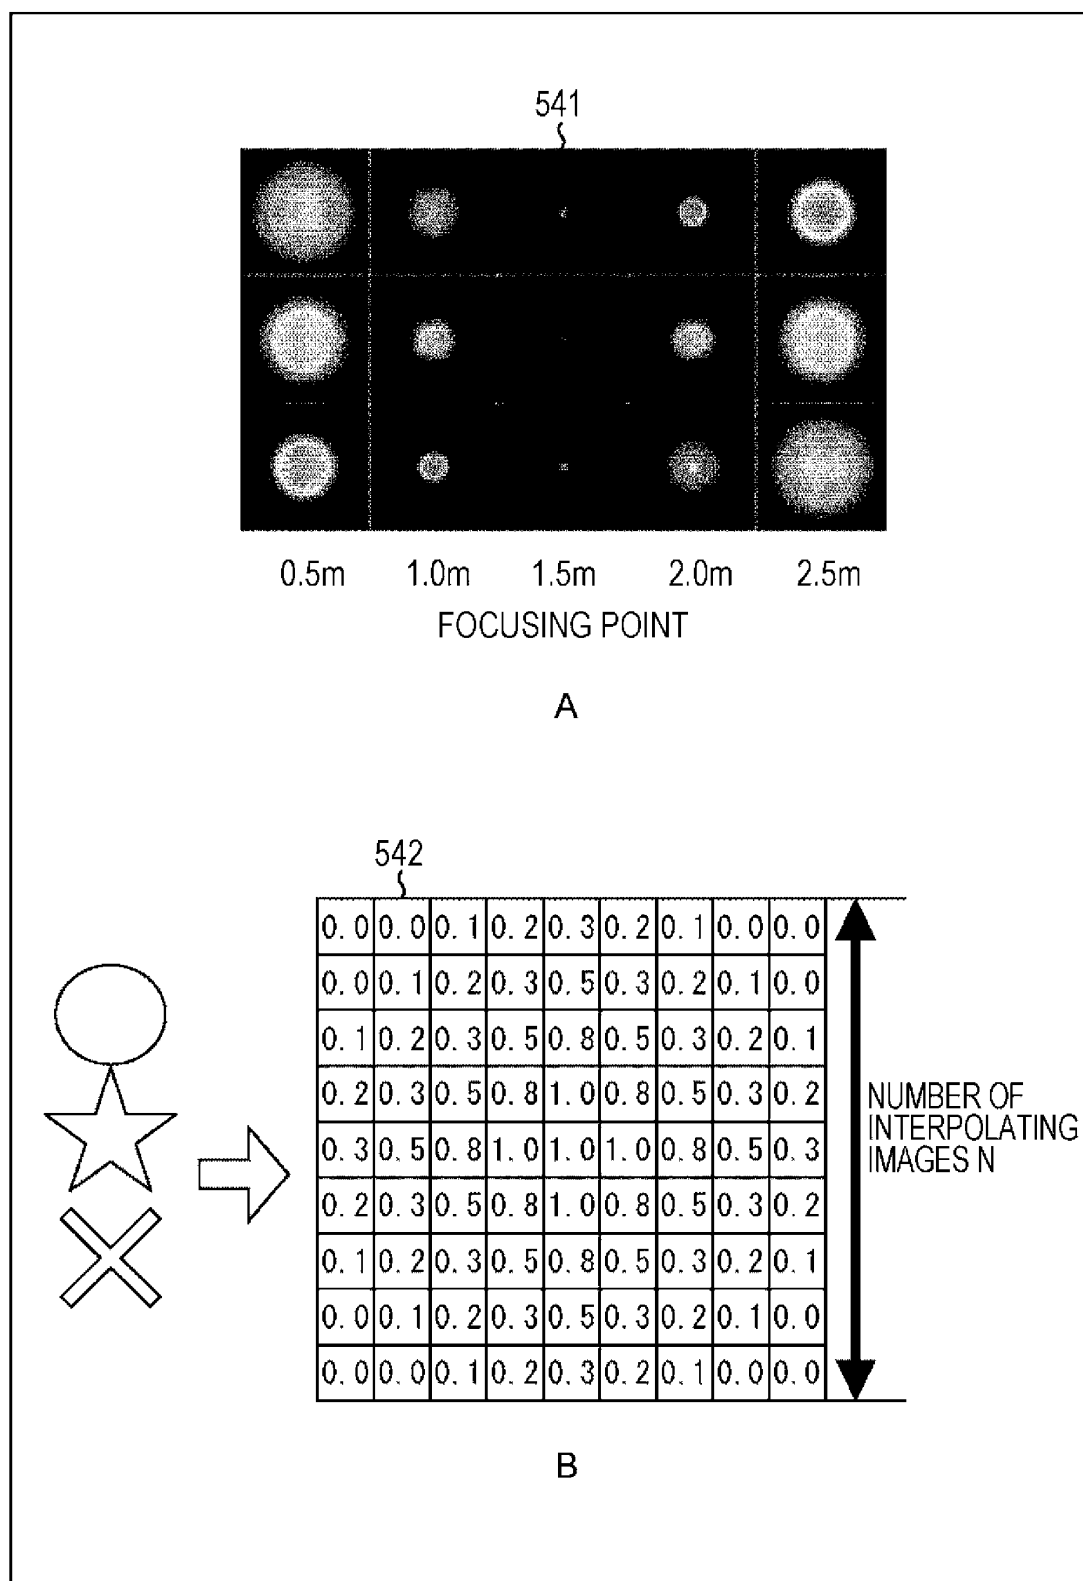 541
0.5m 1.0m 1.5m 2.0m 2.5m
FOCUSING POINT
A
542
0.0 0.0 0.1 0.2 0.3 0.2 0.1 0.0 0.0
0.0 0.1 0.2 0.3 0.5 0.3 0.2 0.1 0.0
0.1 0.2 0.3 0.5 0.8 0.5 0.3 0.2 0.1
0.2 0.3 0.5 0.8 1.0 0.8 0.5 0.3 0.2
0.3 0.5 0.8 1.0 1.0 1.0 0.8 0.5 0.3
0.2 0.3 0.5 0.8 1.0 0.8 0.5 0.3 0.2
0.1 0.2 0.3 0.5 0.8 0.5 0.3 0.2 0.1
0.0 0.1 0.2 0.3 0.5 0.3 0.2 0.1 0.0
0.0 0.0 0.1 0.2 0.3 0.2 0.1 0.0 0.0
NUMBER OF
INTERPOLATING
IMAGES N
B